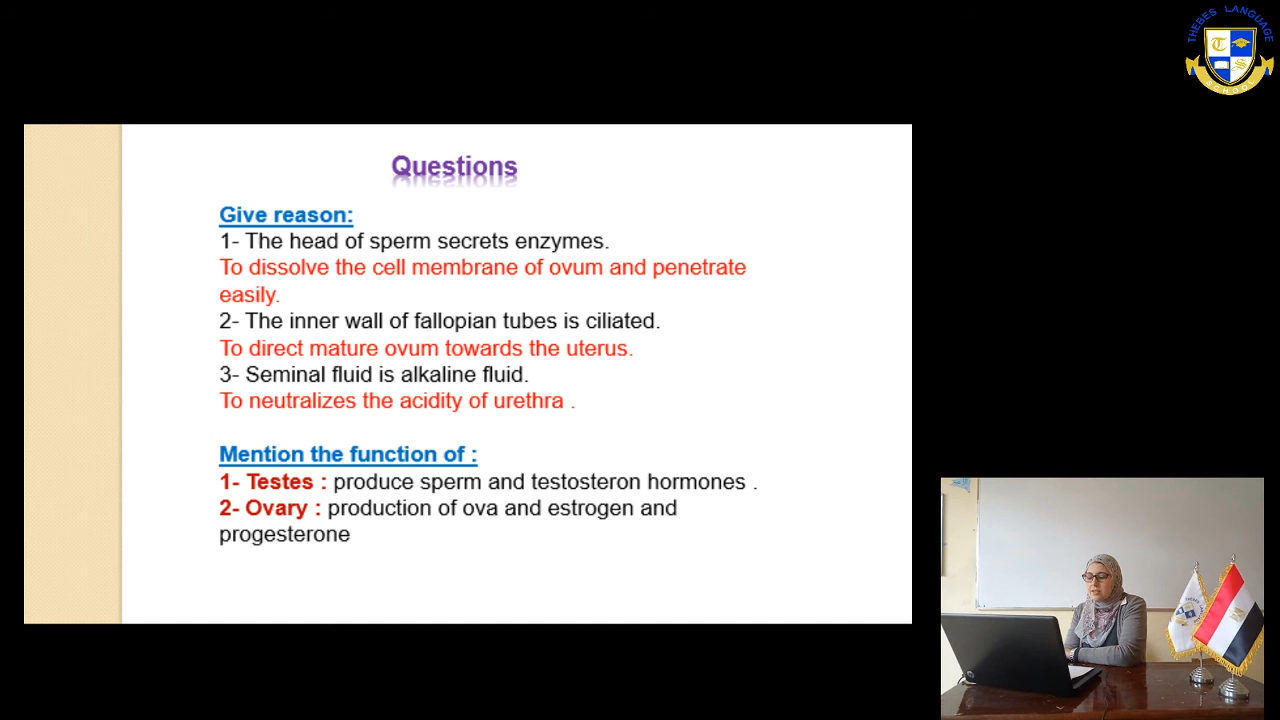 THEBES LANGUAGE
T
S
SCHOOL
Questions
Give reason:
1- The head of sperm secrets enzymes.
To dissolve the cell membrane of ovum and penetrate
easily.
2- The inner wall of fallopian tubes is ciliated.
To direct mature ovum towards the uterus.
3- Seminal fluid is alkaline fluid.
To neutralizes the acidity of urethra .
Mention the function of :
1- Testes : produce sperm and testosteron hormones .
2- Ovary : production of ova and estrogen and
progesterone